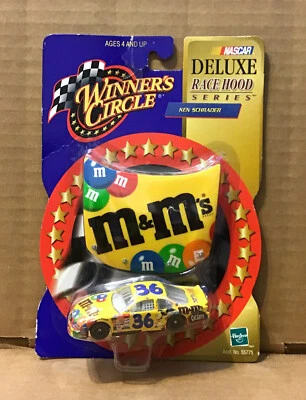 AGES 4 AND UP
WINNER'S
CIRCLE
NASCAR
DELUXE
RACE HOOD
SERIES
KEN SCHRADER
m
m&m's
m
m
36
36
m&m's
Hasbro